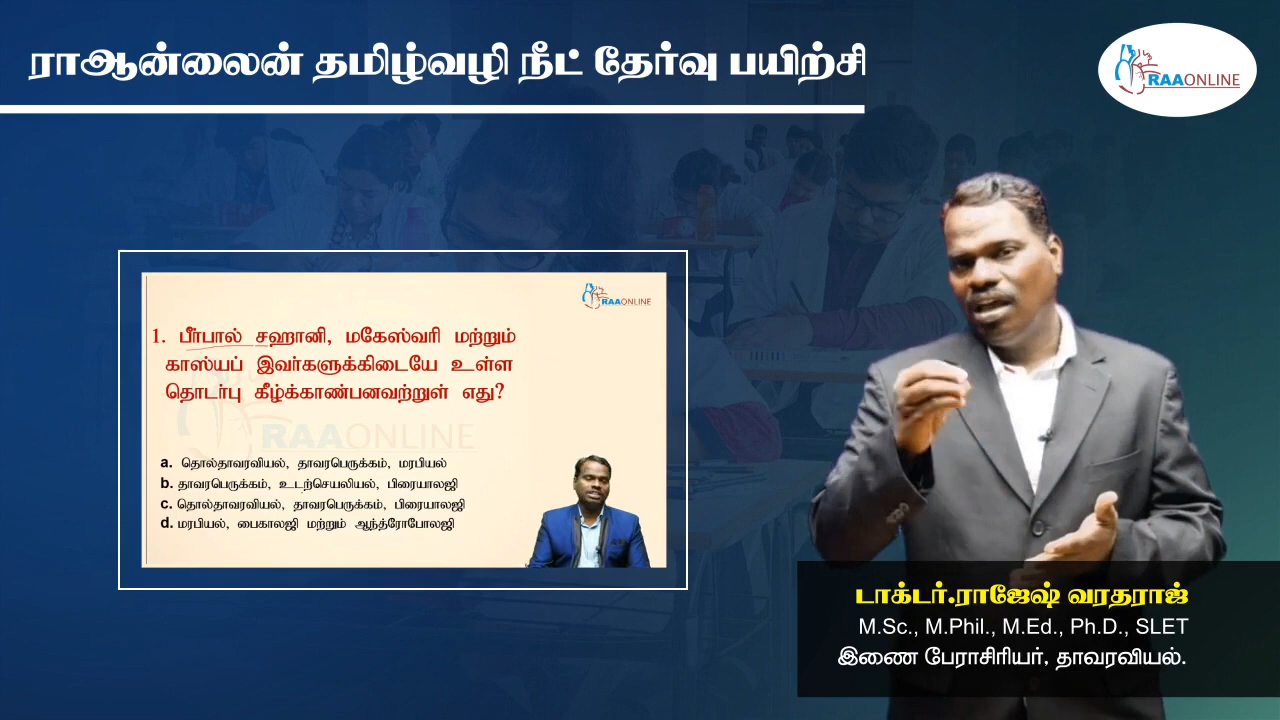 ராஆன்லைன் தமிழ்வழி நீட் தேர்வு பயிற்சி
RAAONLINE
RAAONLINE
1. பீர்பால் சஹானி, மகேஸ்வரி மற்றும்
காஸ்யப் இவர்களுக்கிடையே உள்ள
தொடர்பு கீழ்க்காண்பனவற்றுள் எது?
RAAONLINE
a. தொல்தாவரவியல், தாவரபெருக்கம், மரபியல்
b. தாவரபெருக்கம், உடற்செயலியல், பிரையாலஜி
c. தொல்தாவரவியல், தாவரபெருக்கம், பிரையாலஜி
d. மரபியல், பைகாலஜி மற்றும் ஆந்த்ரோபோலஜி
டாக்டர்.ராஜேஷ் வரதராஜ்
M.Sc., M.Phil., M.Ed., Ph.D., SLET
இணை பேராசிரியர், தாவரவியல்.